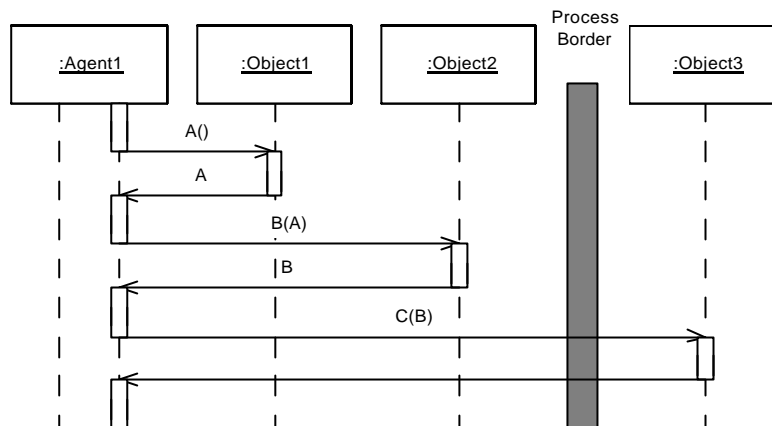 Process
Border
:Agent1
:Object1
:Object2
:Object3
A()
A
B(A)
B
C(B)